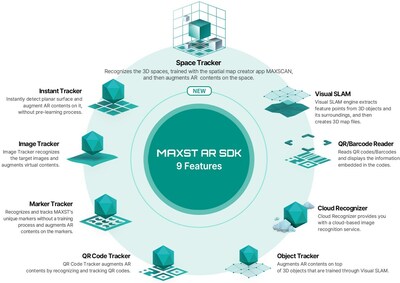 Space Tracker
Recognizes the 3D spaces, trained with the spatial map creator app MAXSCAN,
and then augments AR contents on the space.
NEW
Instant Tracker
Instantly detect planar surface and
augment AR contents on it,
without pre-learning process.
Visual SLAM
Visual SLAM engine extracts
feature points from 3D objects and
its surroundings, and then
creates 3D map files.
MAXST AR SDK
9 Features
Image Tracker
Image Tracker recognizes
the target images and
augments virtual contents.
QR/Barcode Reader
Reads QR codes/Barcodes
and displays the information
embedded in the codes.
Marker Tracker
Recognizes and tracks MAXST's
unique markers without a training
process and augments AR
contents on the markers.
Cloud Recognizer
Cloud Recognizer provides you
with a cloud-based image
recognition service.
QR Code Tracker
QR Code Tracker augments AR
contents by recognizing and tracking QR codes.
Object Tracker
Augments AR contents on top
of 3D objects that are trained through Visual SLAM.